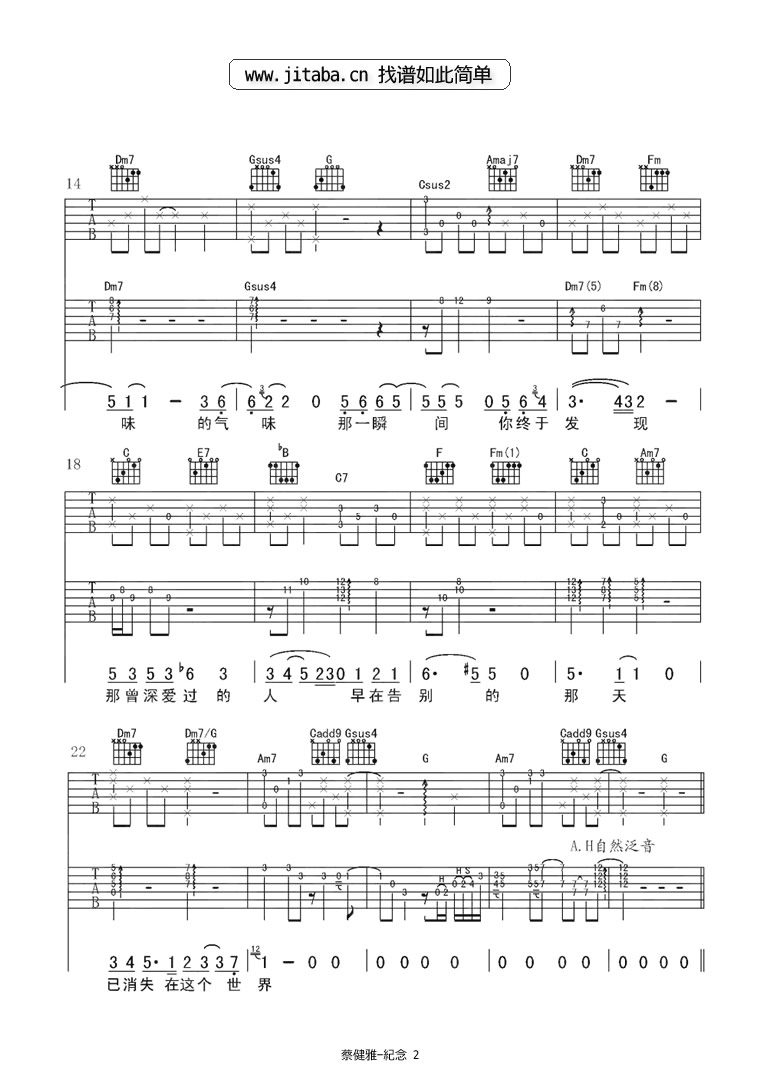 www.jitaba.cn 找谱如此简单
Dm7 Gsus4 G Csus2 Amaj7 Dm7 Fm
14
Dm7 Gsus4 Dm7(5) Fm(8)
5 1 1 - 3 6 6 2 2 0 5 6 6 5 5 5 5 0 5 6 4 3· 4 3 2 -
味 的气 味 那一瞬 间 你终于 发 现
C E7 ♭B C7 F Fm(1) C Am7
18
5 3 5 3 ♭6 3 3 4 5 2 3 0 1 2 1 6· ♯5 5 0 5· 1 1 0
那曾深爱过的 人 早在告 别 的 那 天
Dm7 Dm7/G Am7 Cadd9 Gsus4 G Am7 Cadd9 Gsus4 G
22
A.H自然泛音
3 4 5· 1 2 3 3 7 1 - 0 0 0 0 0 0 0 0 0 0 0 0 0 0
已消失 在这个 世 界
蔡健雅-紀念 2